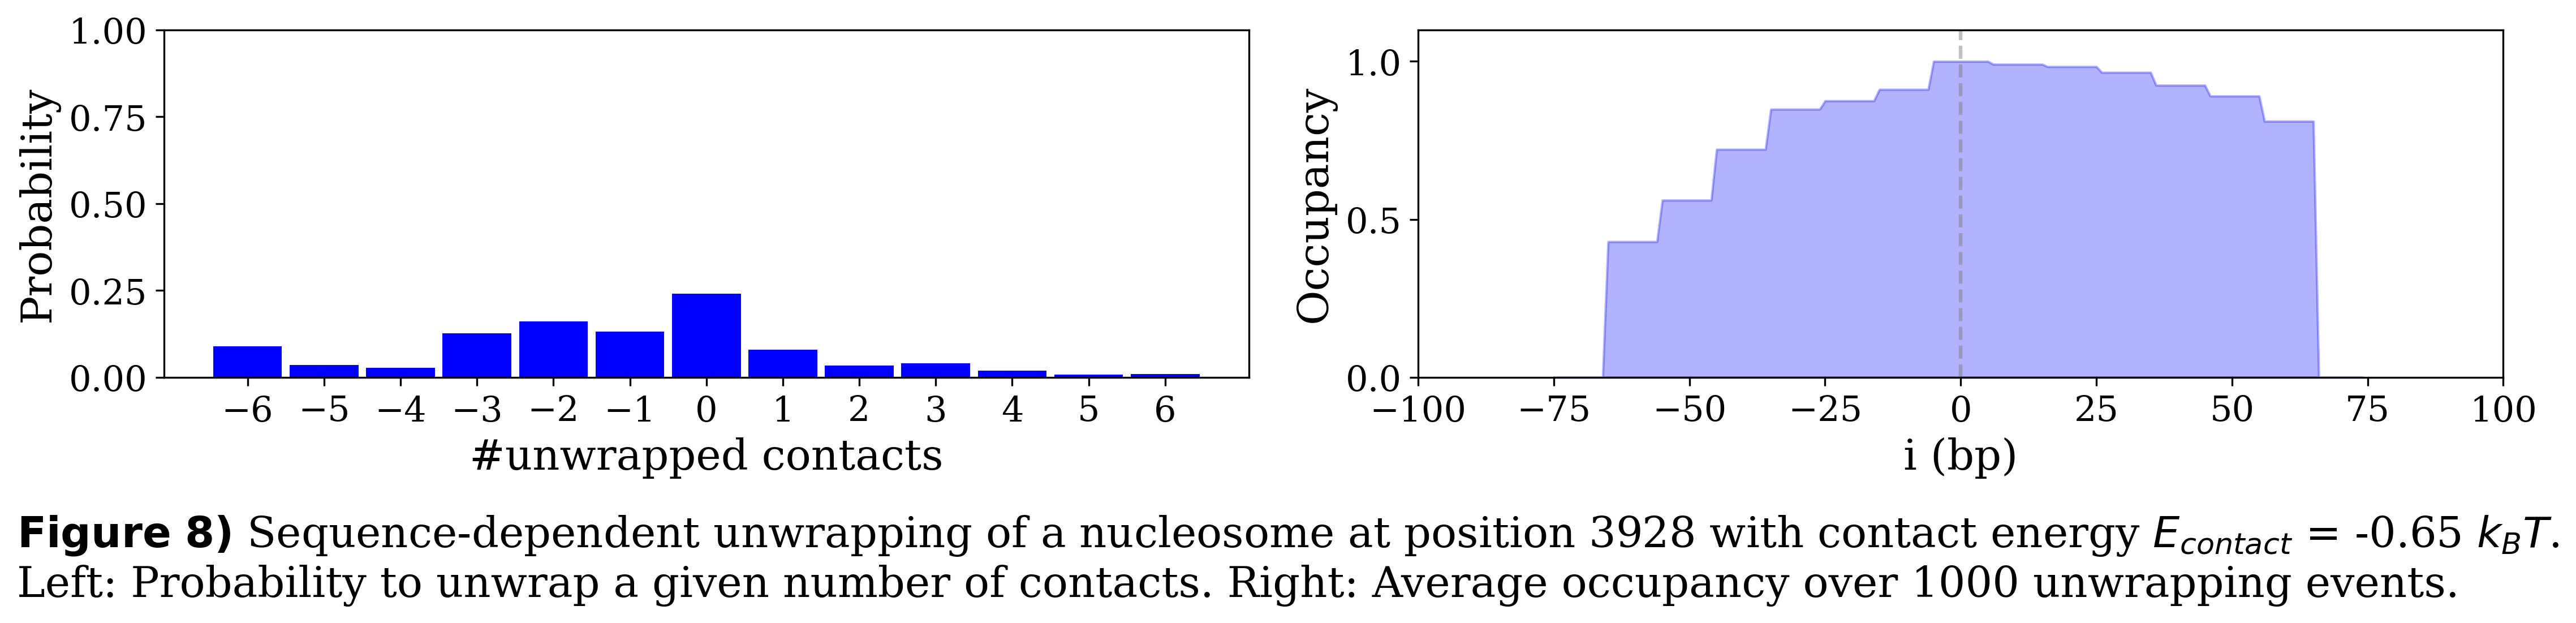 Probability
1.00
0.75
0.50
0.25
0.00
−6 −5 −4 −3 −2 −1 0 1 2 3 4 5 6
#unwrapped contacts
Occupancy
1.0
0.5
0.0
−100 −75 −50 −25 0 25 50 75 100
i (bp)
Figure 8) Sequence-dependent unwrapping of a nucleosome at position 3928 with contact energy E_contact = -0.65 k_BT.
Left: Probability to unwrap a given number of contacts. Right: Average occupancy over 1000 unwrapping events.